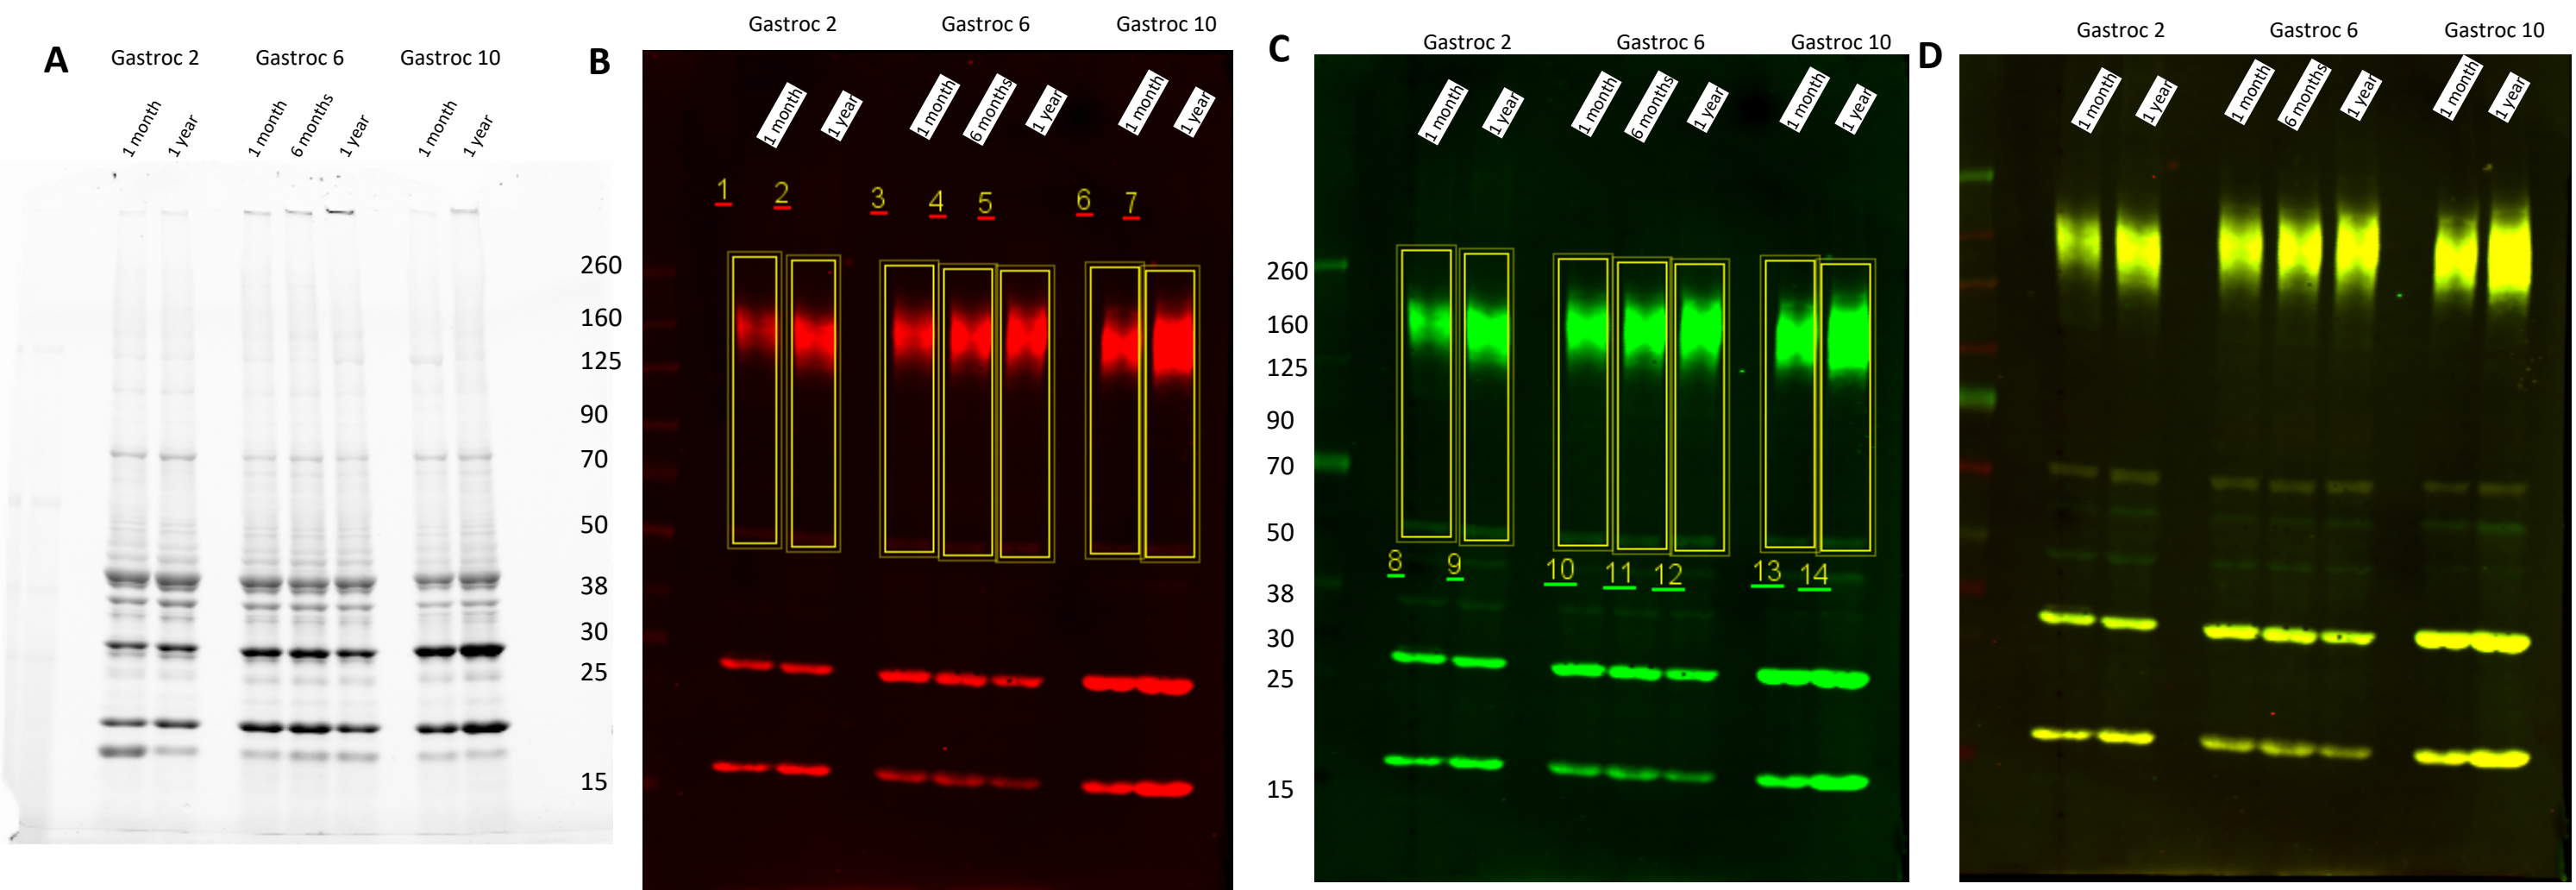 A
Gastroc 2
Gastroc 6
Gastroc 10
1 month
1 year
1 month
6 months
1 year
1 month
1 year
260
160
125
90
70
50
38
30
25
15
B
Gastroc 2
Gastroc 6
Gastroc 10
1 month
1 year
1 month
6 months
1 year
1 month
1 year
1
2
3
4
5
6
7
260
160
125
90
70
50
38
30
25
15
C
Gastroc 2
Gastroc 6
Gastroc 10
1 month
1 year
1 month
6 months
1 year
1 month
1 year
8
9
10
11
12
13
14
D
Gastroc 2
Gastroc 6
Gastroc 10
1 month
1 year
1 month
6 months
1 year
1 month
1 year